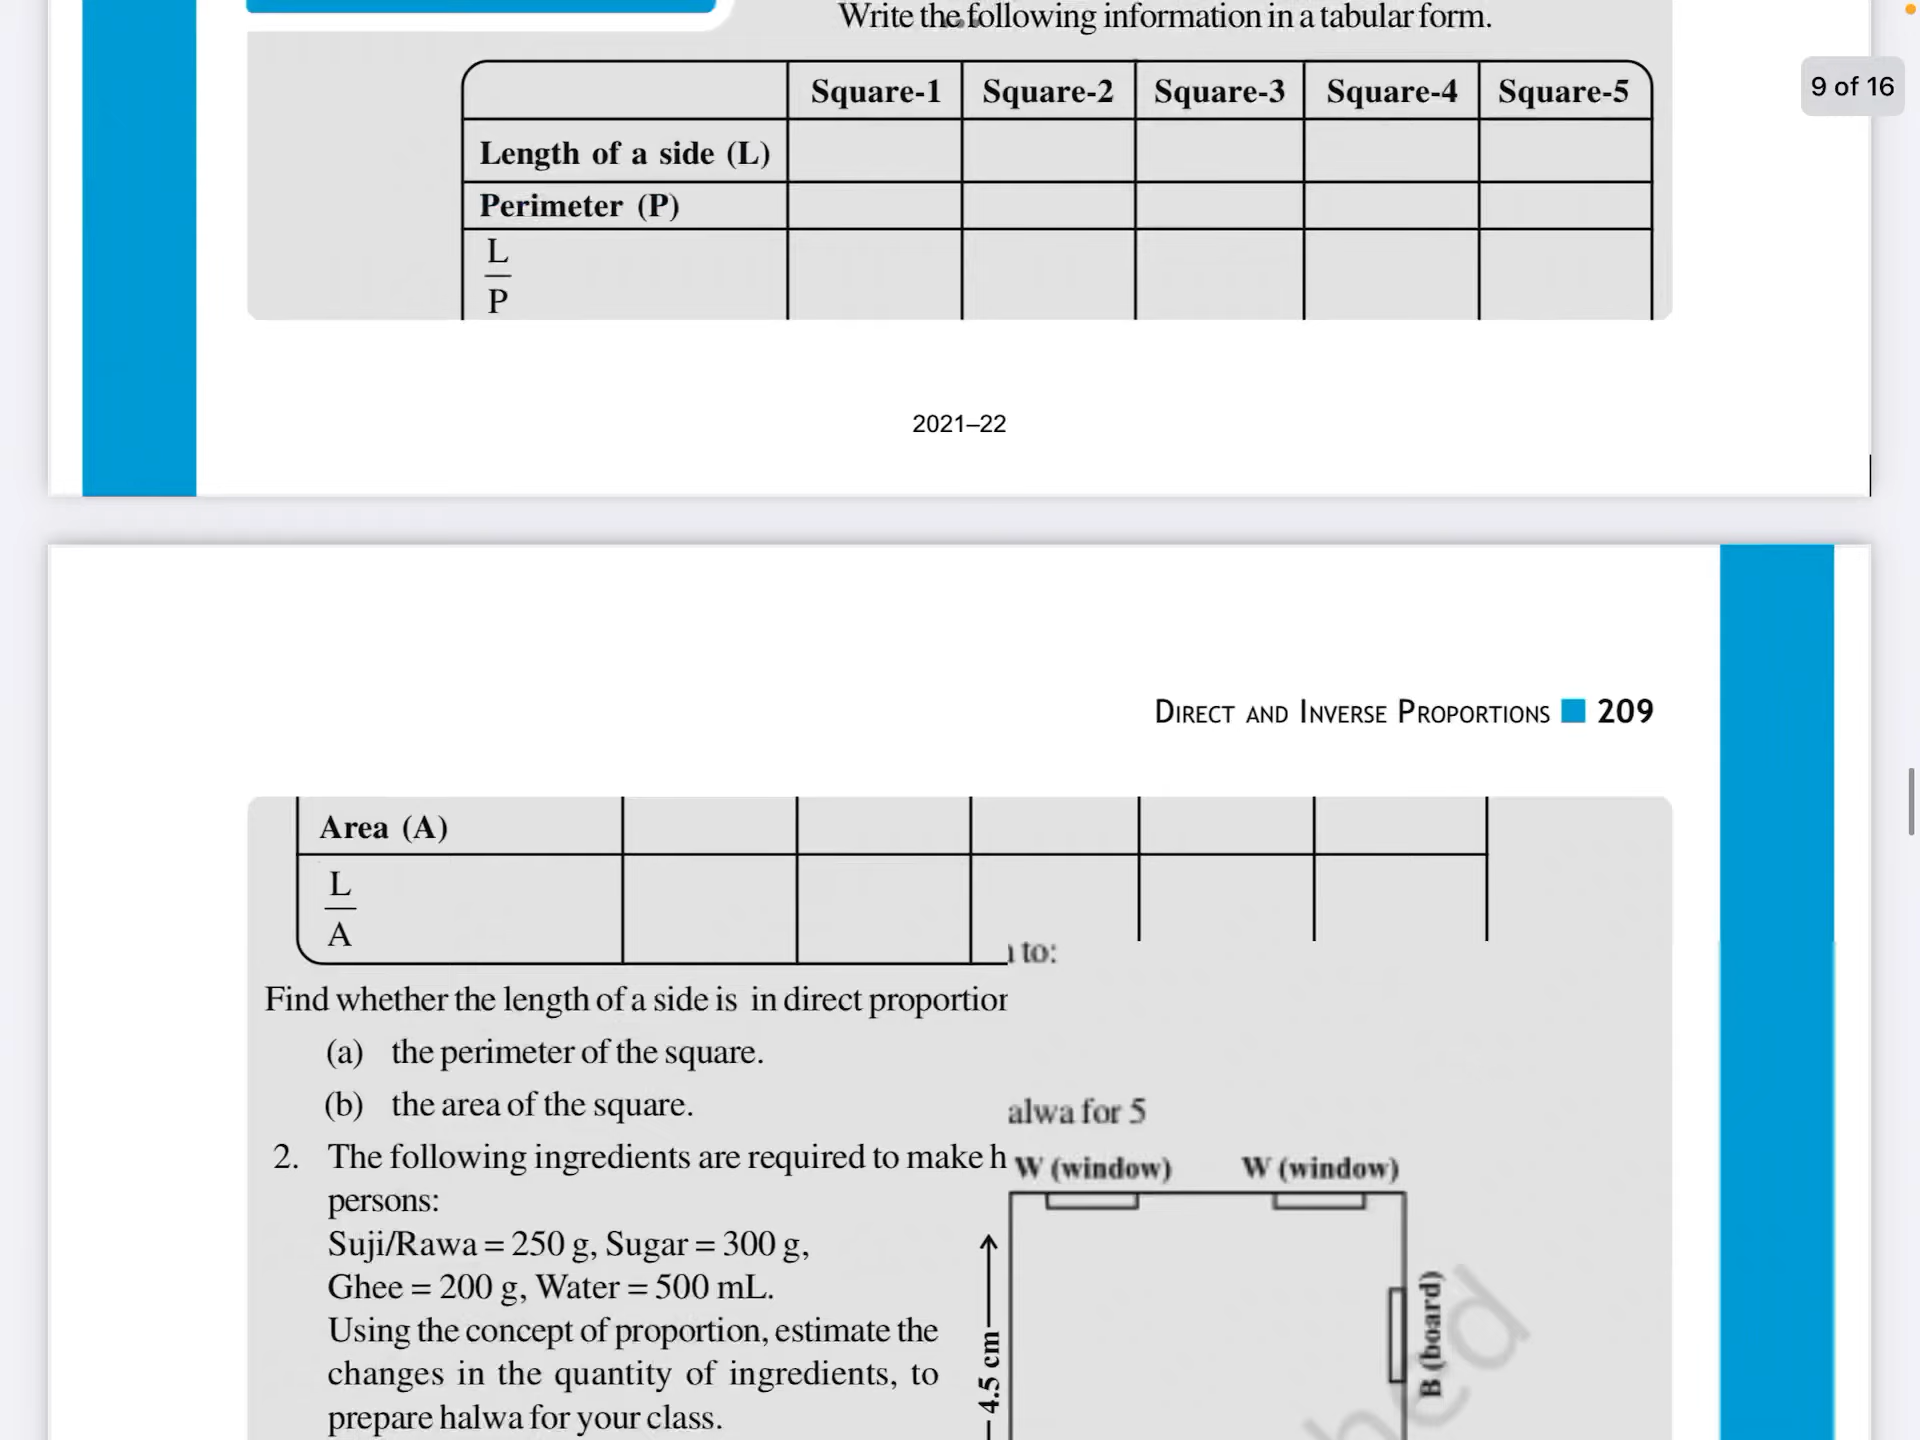 Write the following information in a tabular form.
9 of 16
Square-1 Square-2 Square-3 Square-4 Square-5
Length of a side (L)
Perimeter (P)
L
P
2021–22
DIRECT AND INVERSE PROPORTIONS 209
Area (A)
L
A
to:
Find whether the length of a side is in direct proportion
(a) the perimeter of the square.
(b) the area of the square.
alwa for 5
2. The following ingredients are required to make h
W (window) W (window)
persons:
Suji/Rawa = 250 g, Sugar = 300 g,
Ghee = 200 g, Water = 500 mL.
Using the concept of proportion, estimate the
changes in the quantity of ingredients, to
prepare halwa for your class.
4.5 cm
B (board)
hed